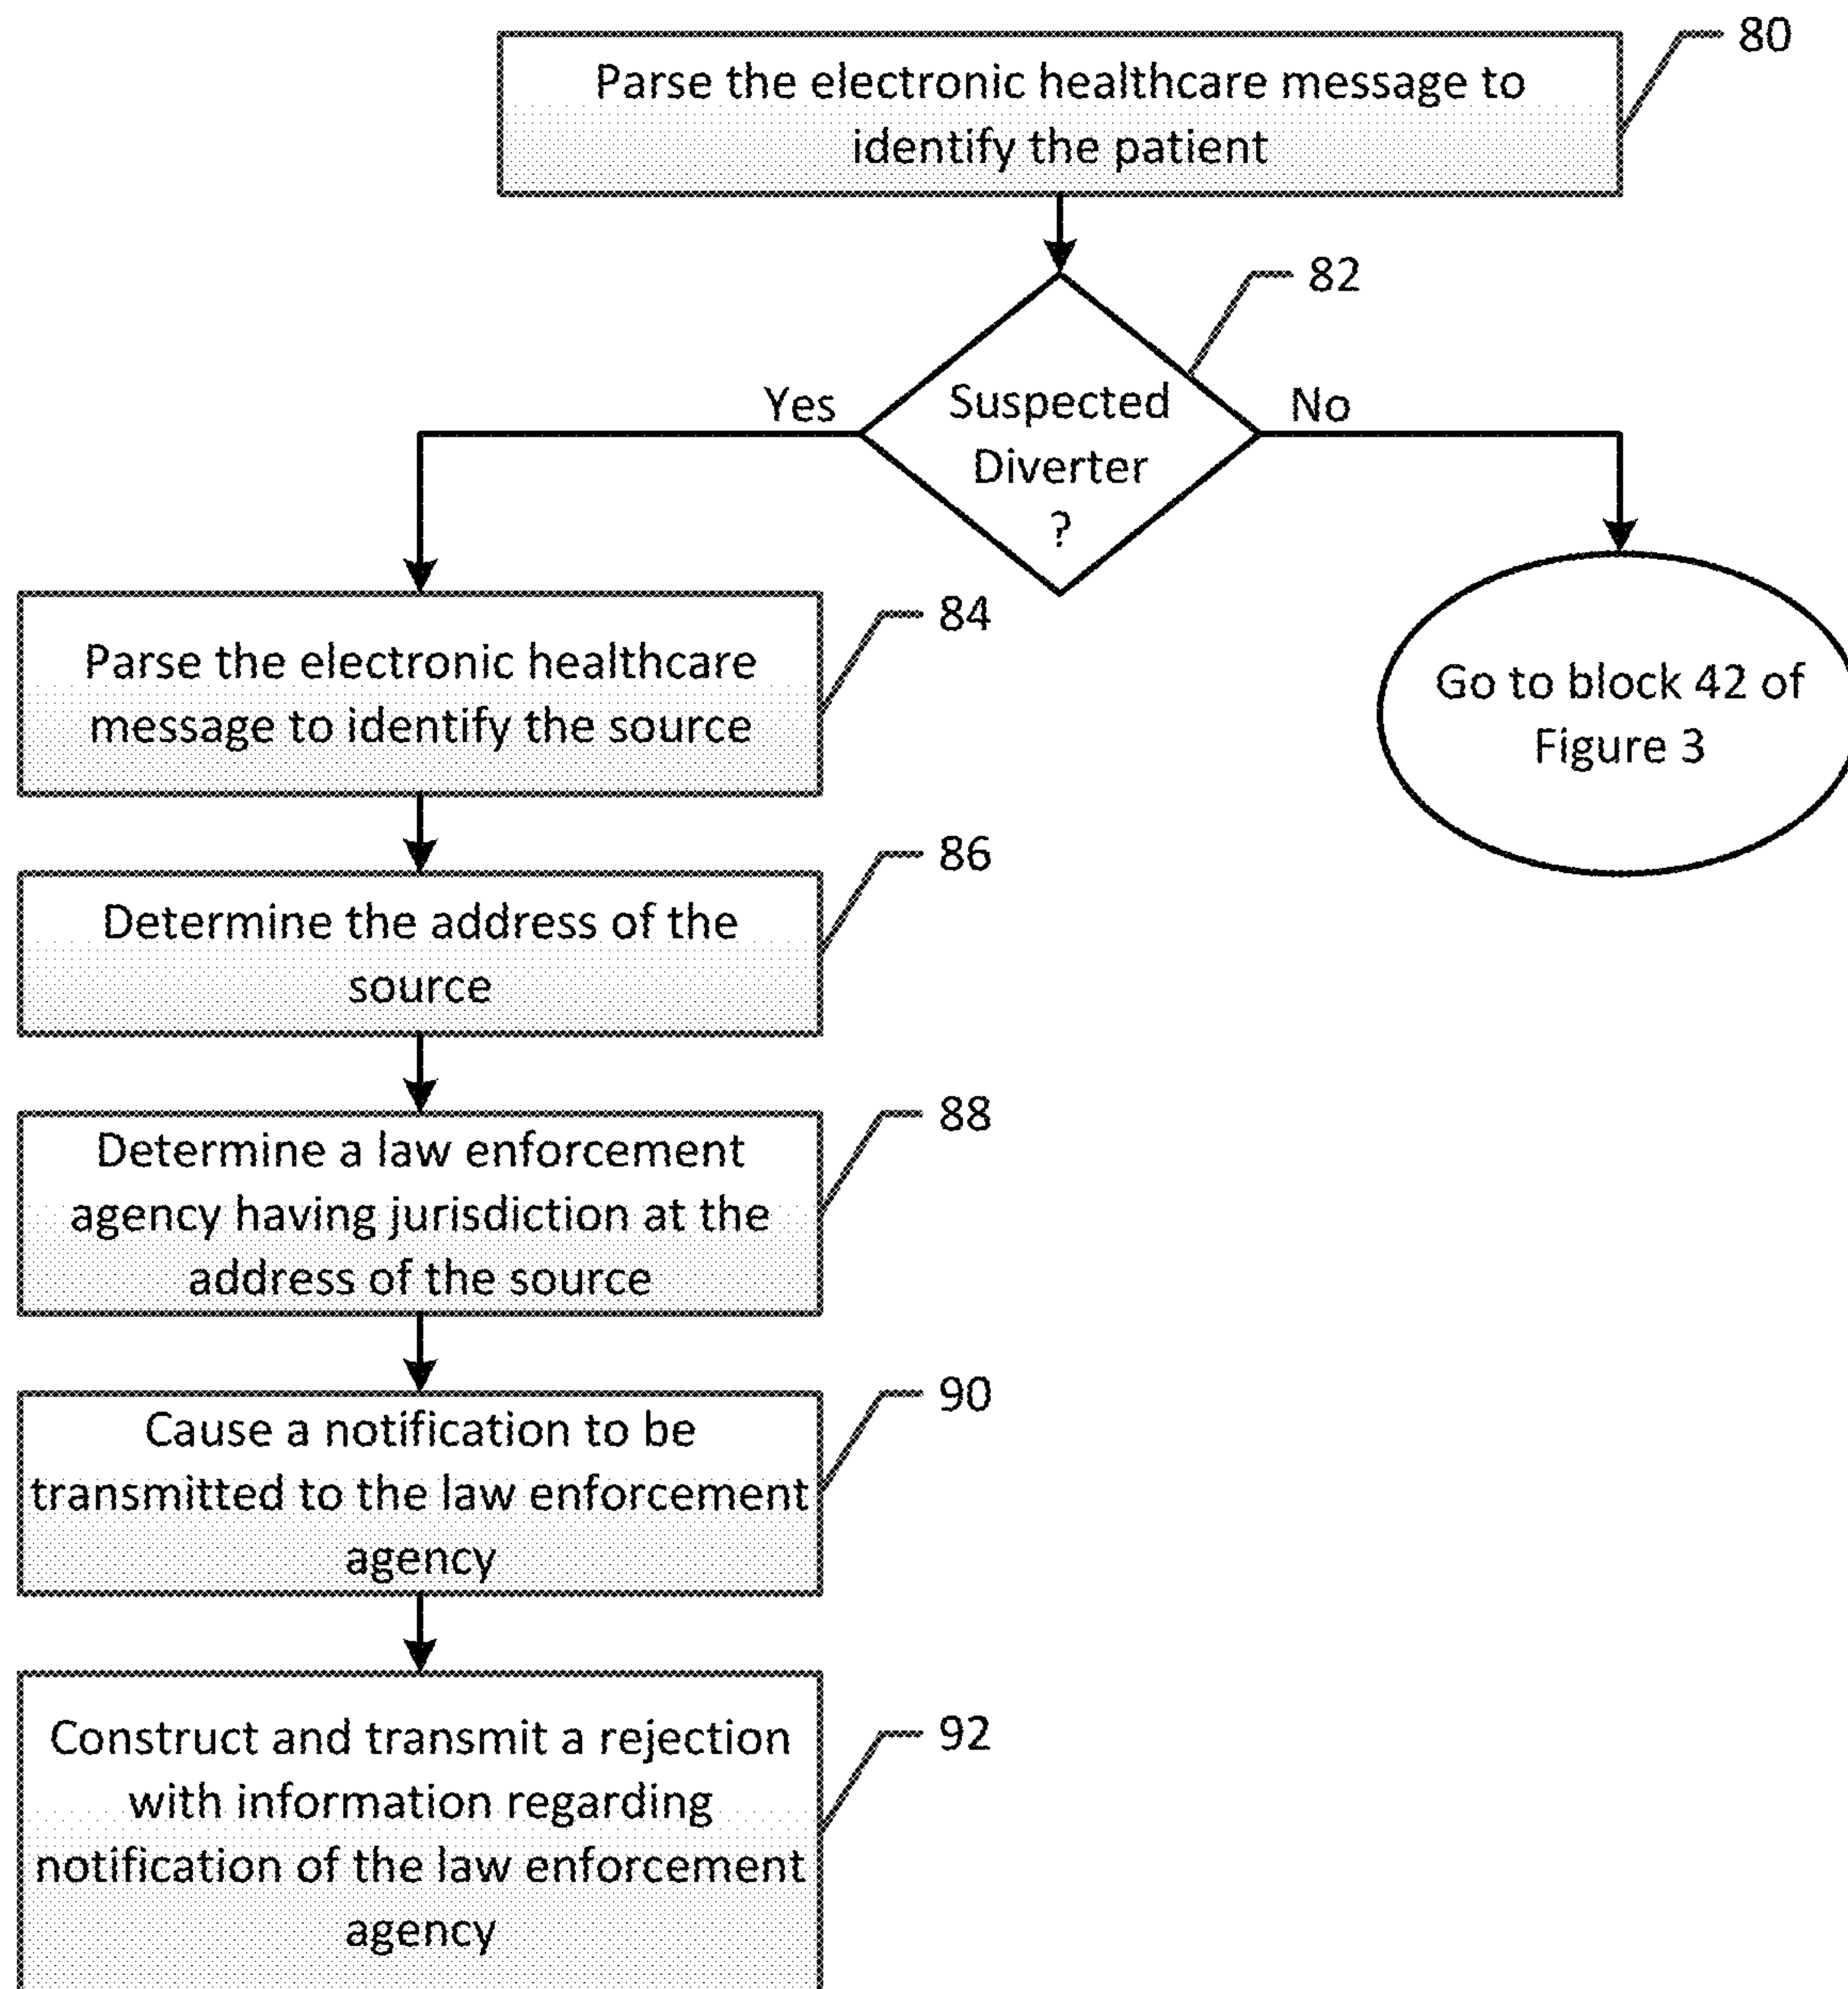 80
Parse the electronic healthcare message to
identify the patient
82
Yes
Suspected
Diverter
?
No
84
Parse the electronic healthcare
message to identify the source
Go to block 42 of
Figure 3
86
Determine the address of the
source
88
Determine a law enforcement
agency having jurisdiction at the
address of the source
90
Cause a notification to be
transmitted to the law enforcement
agency
92
Construct and transmit a rejection
with information regarding
notification of the law enforcement
agency